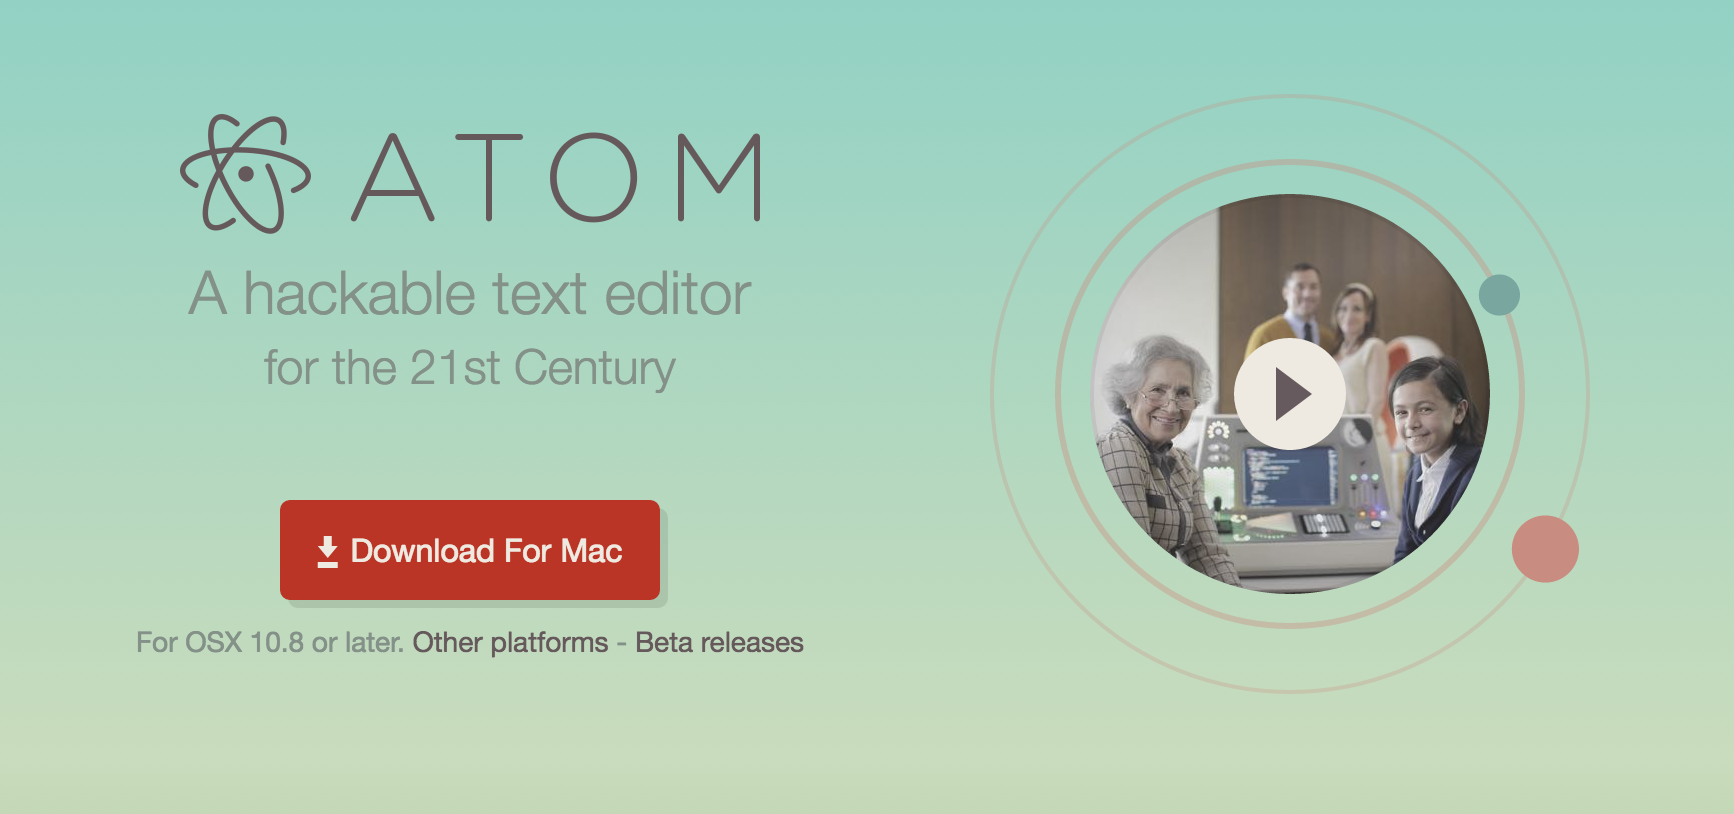 ATOM
A hackable text editor
for the 21st Century
Download For Mac
For OSX 10.8 or later. Other platforms - Beta releases